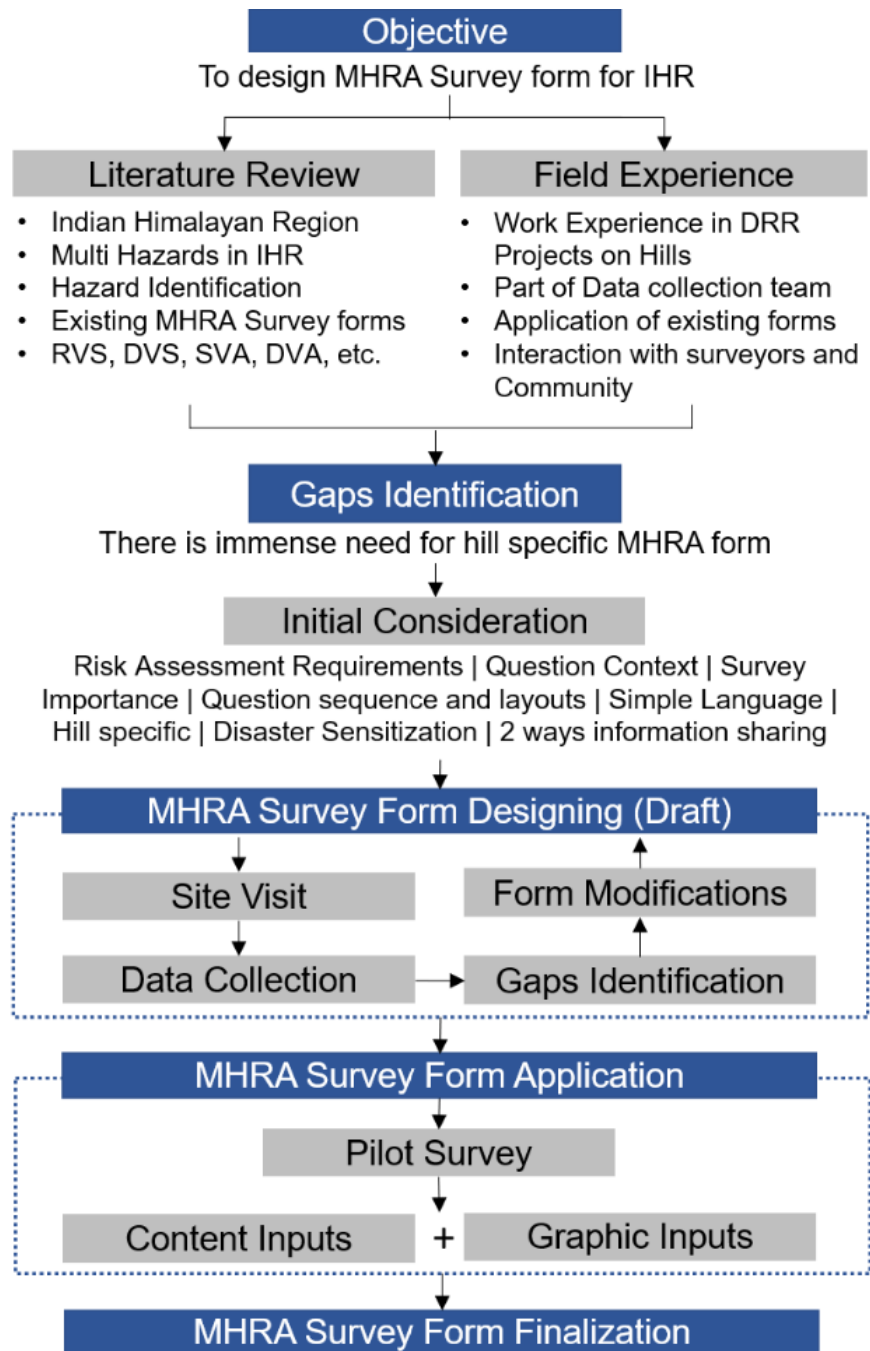 Objective
To design MHRA Survey form for IHR
Literature Review
• Indian Himalayan Region
• Multi Hazards in IHR
• Hazard Identification
• Existing MHRA Survey forms
• RVS, DVS, SVA, DVA, etc.
Field Experience
• Work Experience in DRR
Projects on Hills
• Part of Data collection team
• Application of existing forms
• Interaction with surveyors and
Community
Gaps Identification
There is immense need for hill specific MHRA form
Initial Consideration
Risk Assessment Requirements | Question Context | Survey
Importance | Question sequence and layouts | Simple Language |
Hill specific | Disaster Sensitization | 2 ways information sharing
MHRA Survey Form Designing (Draft)
Site Visit
Form Modifications
Data Collection
Gaps Identification
MHRA Survey Form Application
Pilot Survey
Content Inputs + Graphic Inputs
MHRA Survey Form Finalization